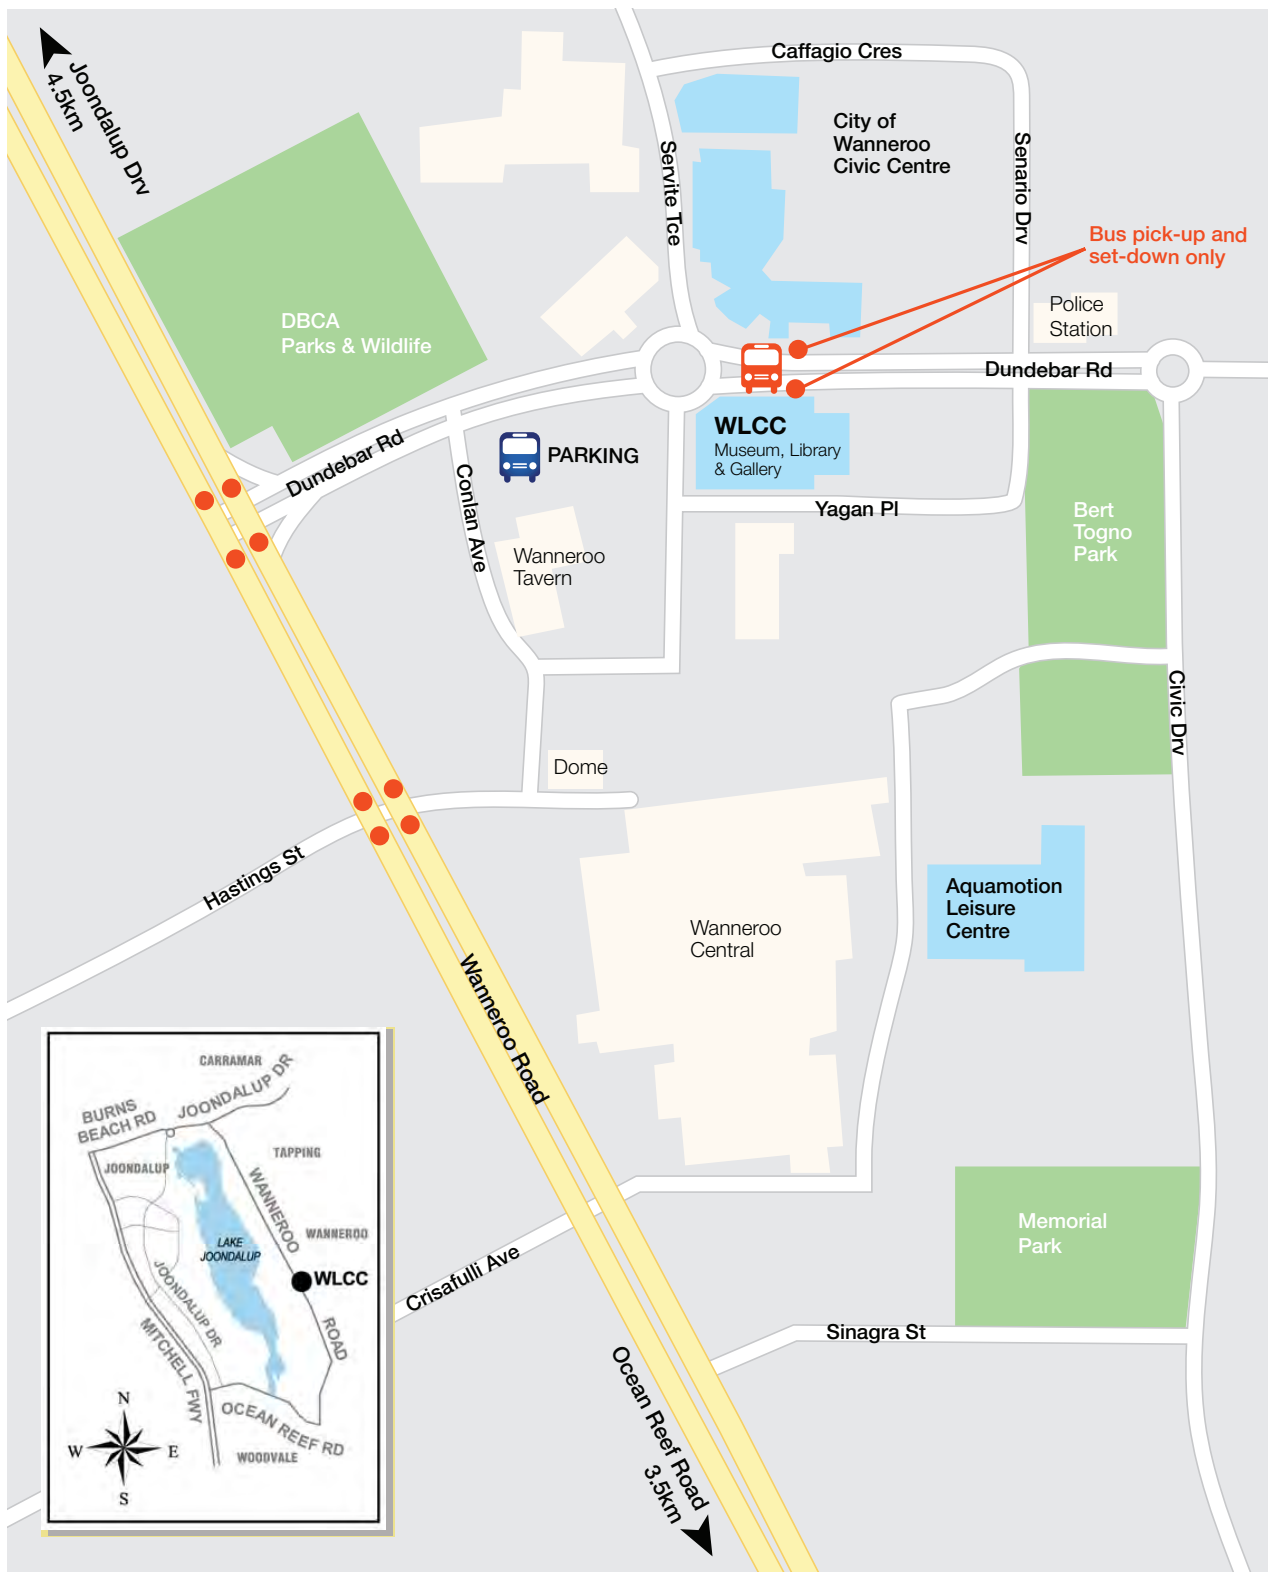 Caffagio Cres
Joondalup Drv
4.5km
City of
Wanneroo
Civic Centre
Servite Tce
Senario Drv
Bus pick-up and
set-down only
Police
Station
DBCA
Parks & Wildlife
Dundebar Rd
WLCC
Museum, Library
& Gallery
Dundebar Rd
PARKING
Conlan Ave
Yagan Pl
Bert
Togno
Park
Wanneroo
Tavern
Civic Drv
Dome
Hastings St
Aquamotion
Leisure
Centre
Wanneroo
Central
Wanneroo Road
CARRAMAR
JOONDALUP DR
BURNS
BEACH RD
TAPPING
JOONDALUP
WANNEROO
WANNEROO
LAKE
JOONDALUP
WLCC
JOONDALUP DR
ROAD
MITCHELL FWY
OCEAN REEF RD
WOODVALE
N
W
E
S
Memorial
Park
Crisafulli Ave
Sinagra St
Ocean Reef Road
3.5km